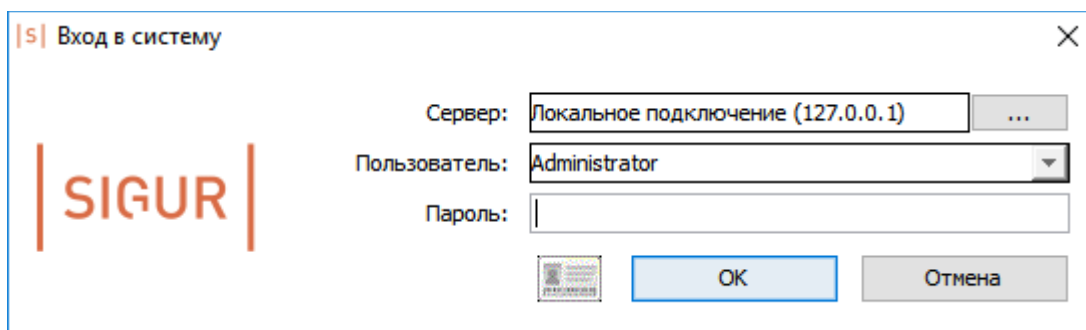 |S| Вход в систему
Сервер: Локальное подключение (127.0.0.1) ...
Пользователь: Administrator
|SIGUR|
Пароль:
OK Отмена